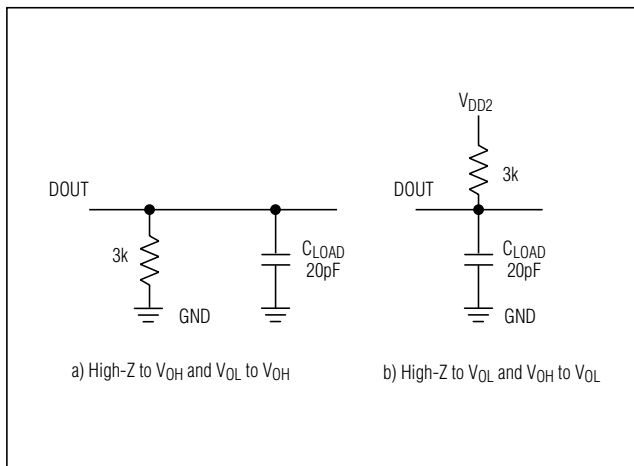 DOUT
3k
CLOAD
20pF
GND
a) High-Z to VOH and VOL to VOH
VDD2
3k
DOUT
CLOAD
20pF
GND
b) High-Z to VOL and VOH to VOL